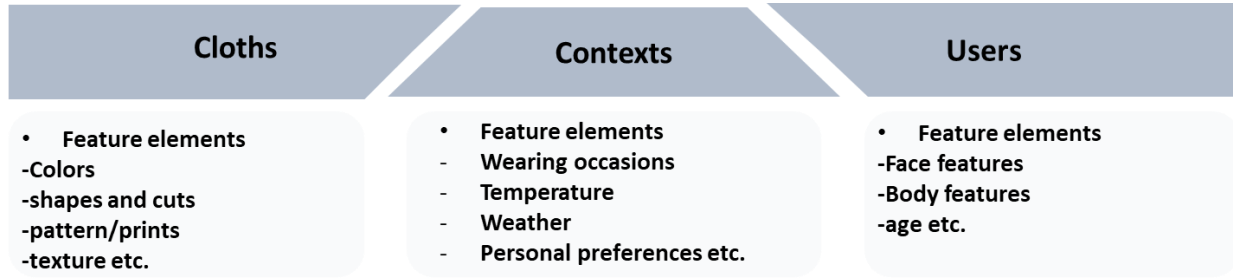 Cloths
• Feature elements
-Colors
-shapes and cuts
-pattern/prints
-texture etc.
Contexts
• Feature elements
- Wearing occasions
- Temperature
- Weather
- Personal preferences etc.
Users
• Feature elements
-Face features
-Body features
-age etc.